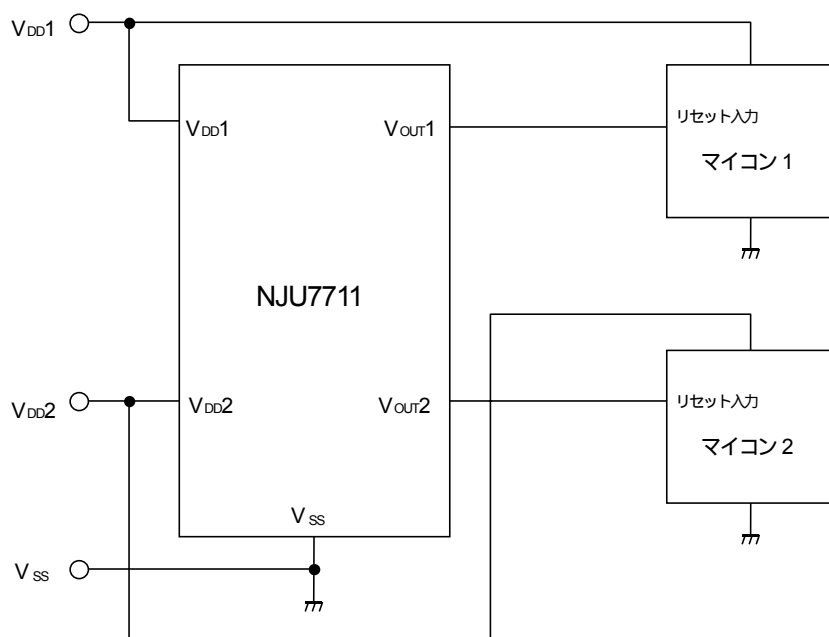 VDD1
VDD1
VOUT1
リセット入力
マイコン 1
NJU7711
VDD2
VDD2
VOUT2
リセット入力
マイコン 2
VSS
VSS